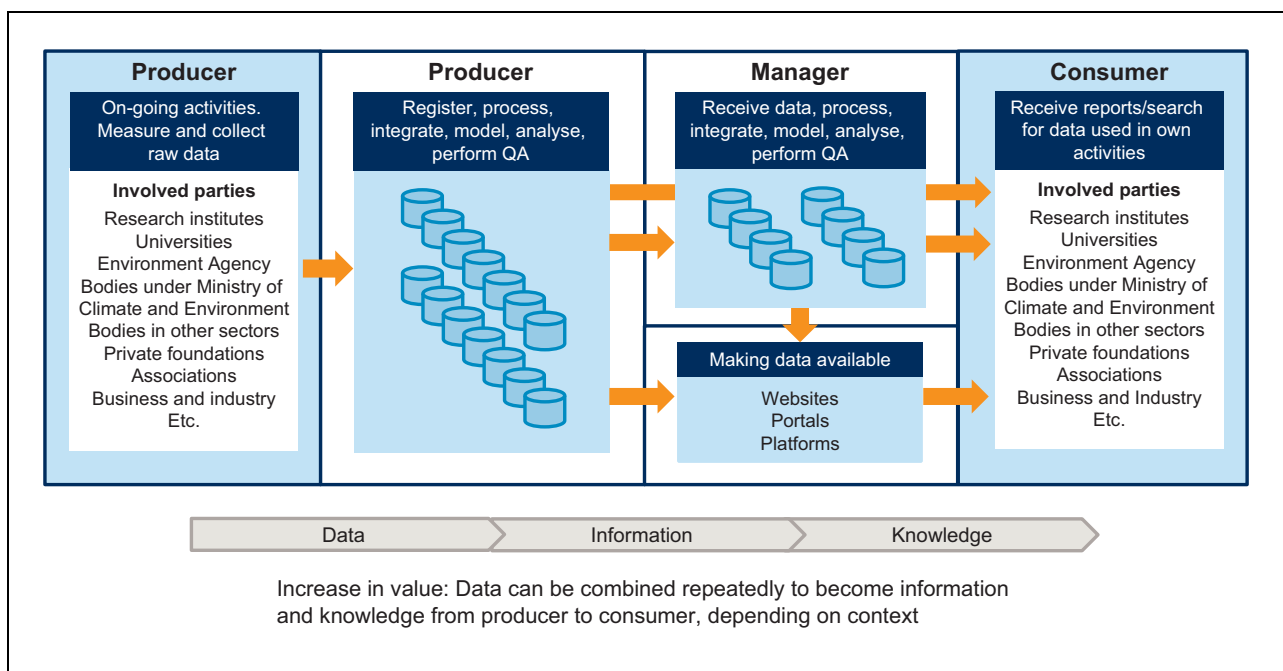 Producer
On-going activities.
Measure and collect
raw data
Involved parties
Research institutes
Universities
Environment Agency
Bodies under Ministry of
Climate and Environment
Bodies in other sectors
Private foundations
Associations
Business and industry
Etc.
Producer
Register, process,
integrate, model, analyse,
perform QA
Manager
Receive data, process,
integrate, model, analyse,
perform QA
Making data available
Websites
Portals
Platforms
Consumer
Receive reports/search
for data used in own
activities
Involved parties
Research institutes
Universities
Environment Agency
Bodies under Ministry of
Climate and Environment
Bodies in other sectors
Private foundations
Associations
Business and Industry
Etc.
Data
Information
Knowledge
Increase in value: Data can be combined repeatedly to become information
and knowledge from producer to consumer, depending on context